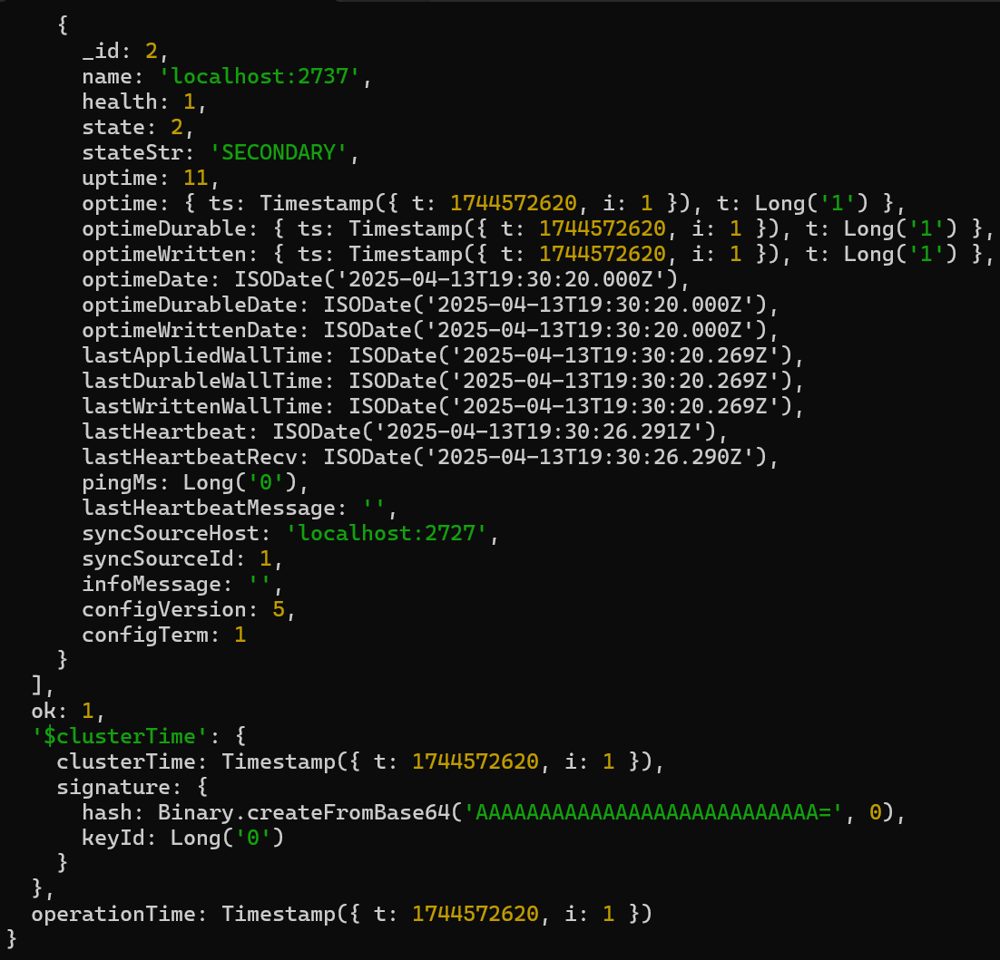 {
      _id: 2,
      name: 'localhost:2737',
      health: 1,
      state: 2,
      stateStr: 'SECONDARY',
      uptime: 11,
      optime: { ts: Timestamp({ t: 1744572620, i: 1 }), t: Long('1') },
      optimeDurable: { ts: Timestamp({ t: 1744572620, i: 1 }), t: Long('1') },
      optimeWritten: { ts: Timestamp({ t: 1744572620, i: 1 }), t: Long('1') },
      optimeDate: ISODate('2025-04-13T19:30:20.000Z'),
      optimeDurableDate: ISODate('2025-04-13T19:30:20.000Z'),
      optimeWrittenDate: ISODate('2025-04-13T19:30:20.000Z'),
      lastAppliedWallTime: ISODate('2025-04-13T19:30:20.269Z'),
      lastDurableWallTime: ISODate('2025-04-13T19:30:20.269Z'),
      lastWrittenWallTime: ISODate('2025-04-13T19:30:20.269Z'),
      lastHeartbeat: ISODate('2025-04-13T19:30:26.291Z'),
      lastHeartbeatRecv: ISODate('2025-04-13T19:30:26.290Z'),
      pingMs: Long('0'),
      lastHeartbeatMessage: '',
      syncSourceHost: 'localhost:2727',
      syncSourceId: 1,
      infoMessage: '',
      configVersion: 5,
      configTerm: 1
    }
  ],
  ok: 1,
  '$clusterTime': {
    clusterTime: Timestamp({ t: 1744572620, i: 1 }),
    signature: {
      hash: Binary.createFromBase64('AAAAAAAAAAAAAAAAAAAAAAAAAAA=', 0),
      keyId: Long('0')
    }
  },
  operationTime: Timestamp({ t: 1744572620, i: 1 })
}